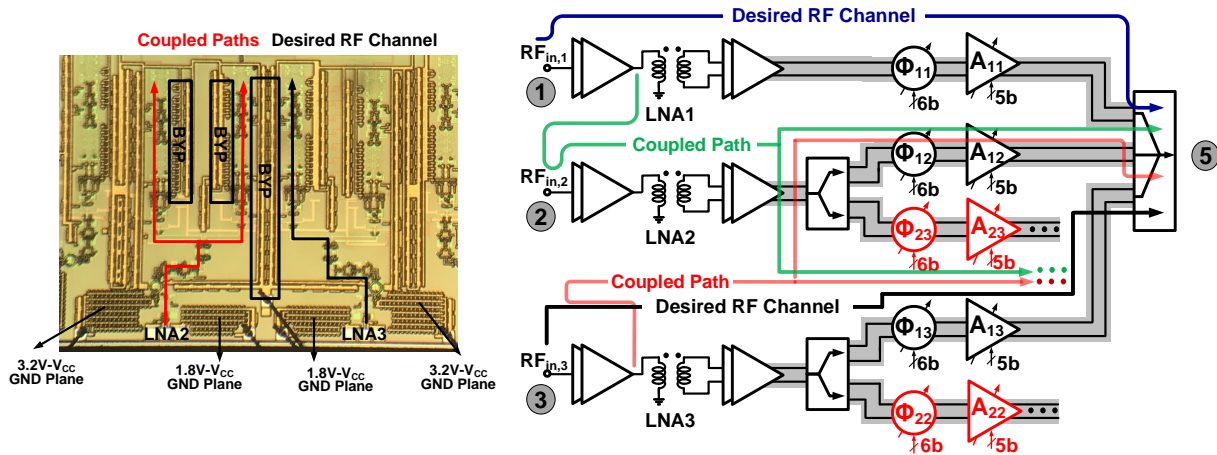 Coupled Paths Desired RF Channel
BYP
BYP
BYP
LNA2
LNA3
3.2V-VCC
GND Plane
1.8V-VCC
GND Plane
1.8V-VCC
GND Plane
3.2V-VCC
GND Plane
Desired RF Channel
RFin,1
1
LNA1
Φ11
6b
A11
5b
Coupled Path
RFin,2
2
LNA2
Φ12
6b
A12
5b
5
Φ23
6b
A23
5b
Coupled Path
Desired RF Channel
RFin,3
3
LNA3
Φ13
6b
A13
5b
Φ22
6b
A22
5b